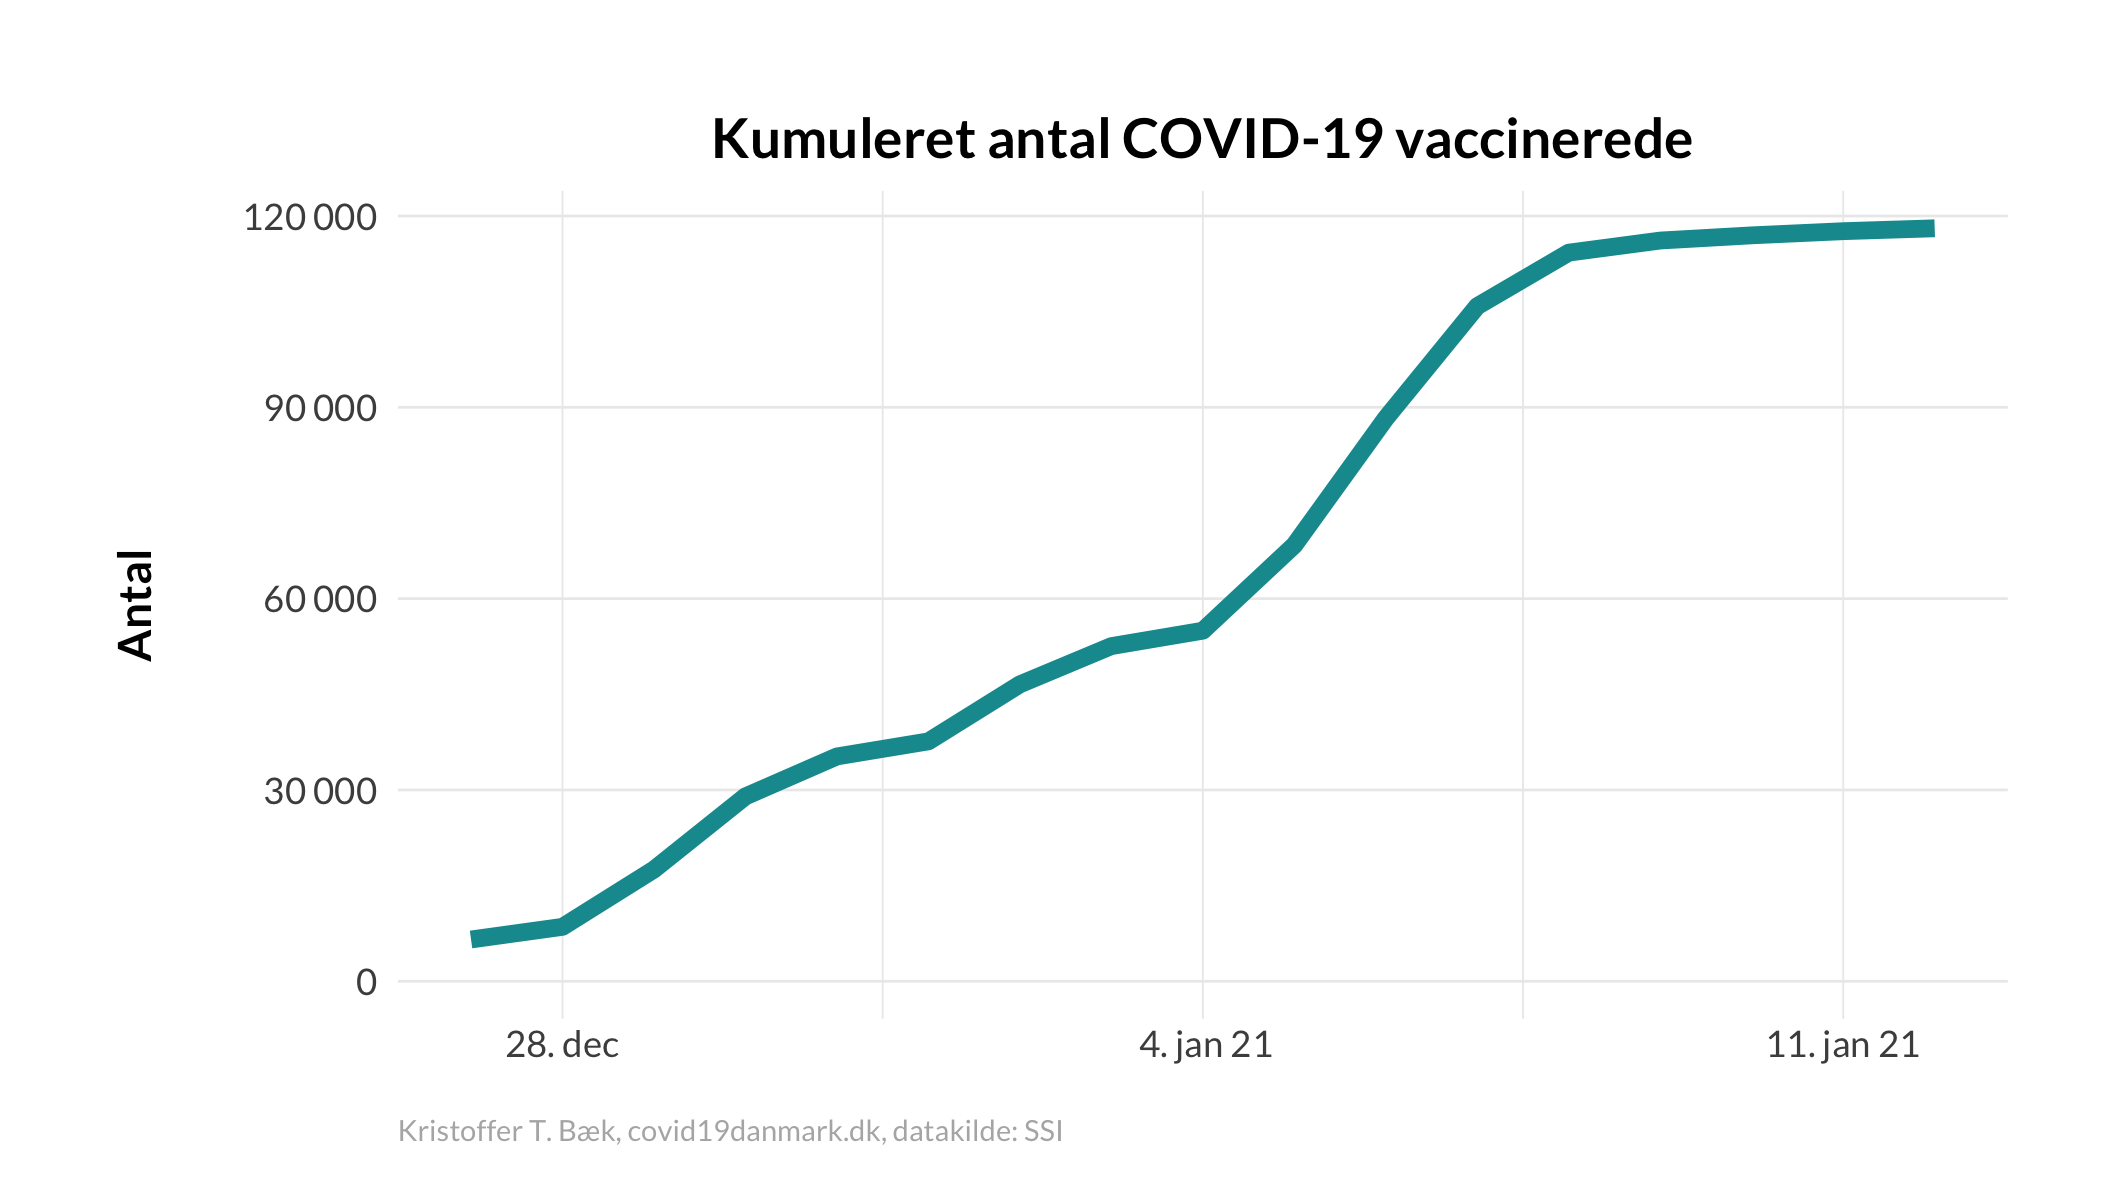 Kumuleret antal COVID-19 vaccinerede
120 000
90 000
60 000
30 000
0
Antal
28. dec
4. jan 21
11. jan 21
Kristoffer T. Bæk, covid19danmark.dk, datakilde: SSI